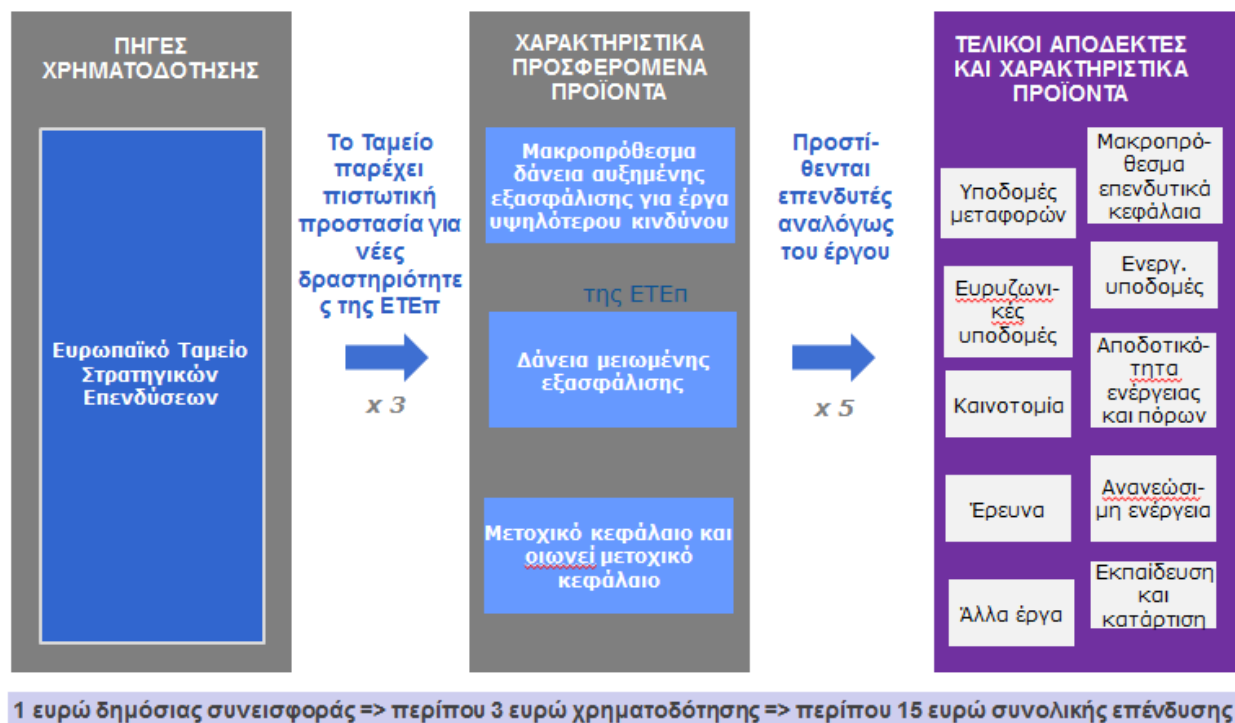 ΠΗΓΕΣ
ΧΡΗΜΑΤΟΔΟΤΗΣΗΣ
Ευρωπαϊκό Ταμείο
Στρατηγικών
Επενδύσεων
Το Ταμείο
παρέχει
πιστωτική
προστασία για
νέες
δραστηριότητε
ς της ΕΤΕπ
x 3
ΧΑΡΑΚΤΗΡΙΣΤΙΚΑ
ΠΡΟΣΦΕΡΟΜΕΝΑ
ΠΡΟΪΟΝΤΑ
Μακροπρόθεσμα
δάνεια αυξημένης
εξασφάλισης για έργα
υψηλότερου κινδύνου
της ΕΤΕπ
Δάνεια μειωμένης
εξασφάλισης
Μετοχικό κεφάλαιο και
οιωνεί μετοχικό
κεφάλαιο
Προστί-
θενται
επενδυτές
αναλόγως
του έργου
x 5
ΤΕΛΙΚΟΙ ΑΠΟΔΕΚΤΕΣ
ΚΑΙ ΧΑΡΑΚΤΗΡΙΣΤΙΚΑ
ΠΡΟΪΟΝΤΑ
Υποδομές
μεταφορών
Ευρυζωνι-
κές
υποδομές
Καινοτομία
Έρευνα
Άλλα έργα
Μακροπρό-
θεσμα
επενδυτικά
κεφάλαια
Ενεργ.
υποδομές
Αποδοτικό-
τητα
ενέργειας
και πόρων
Ανανεώσι-
μη ενέργεια
Εκπαίδευση
και
κατάρτιση
1 ευρώ δημόσιας συνεισφοράς => περίπου 3 ευρώ χρηματοδότησης => περίπου 15 ευρώ συνολικής επένδυσης